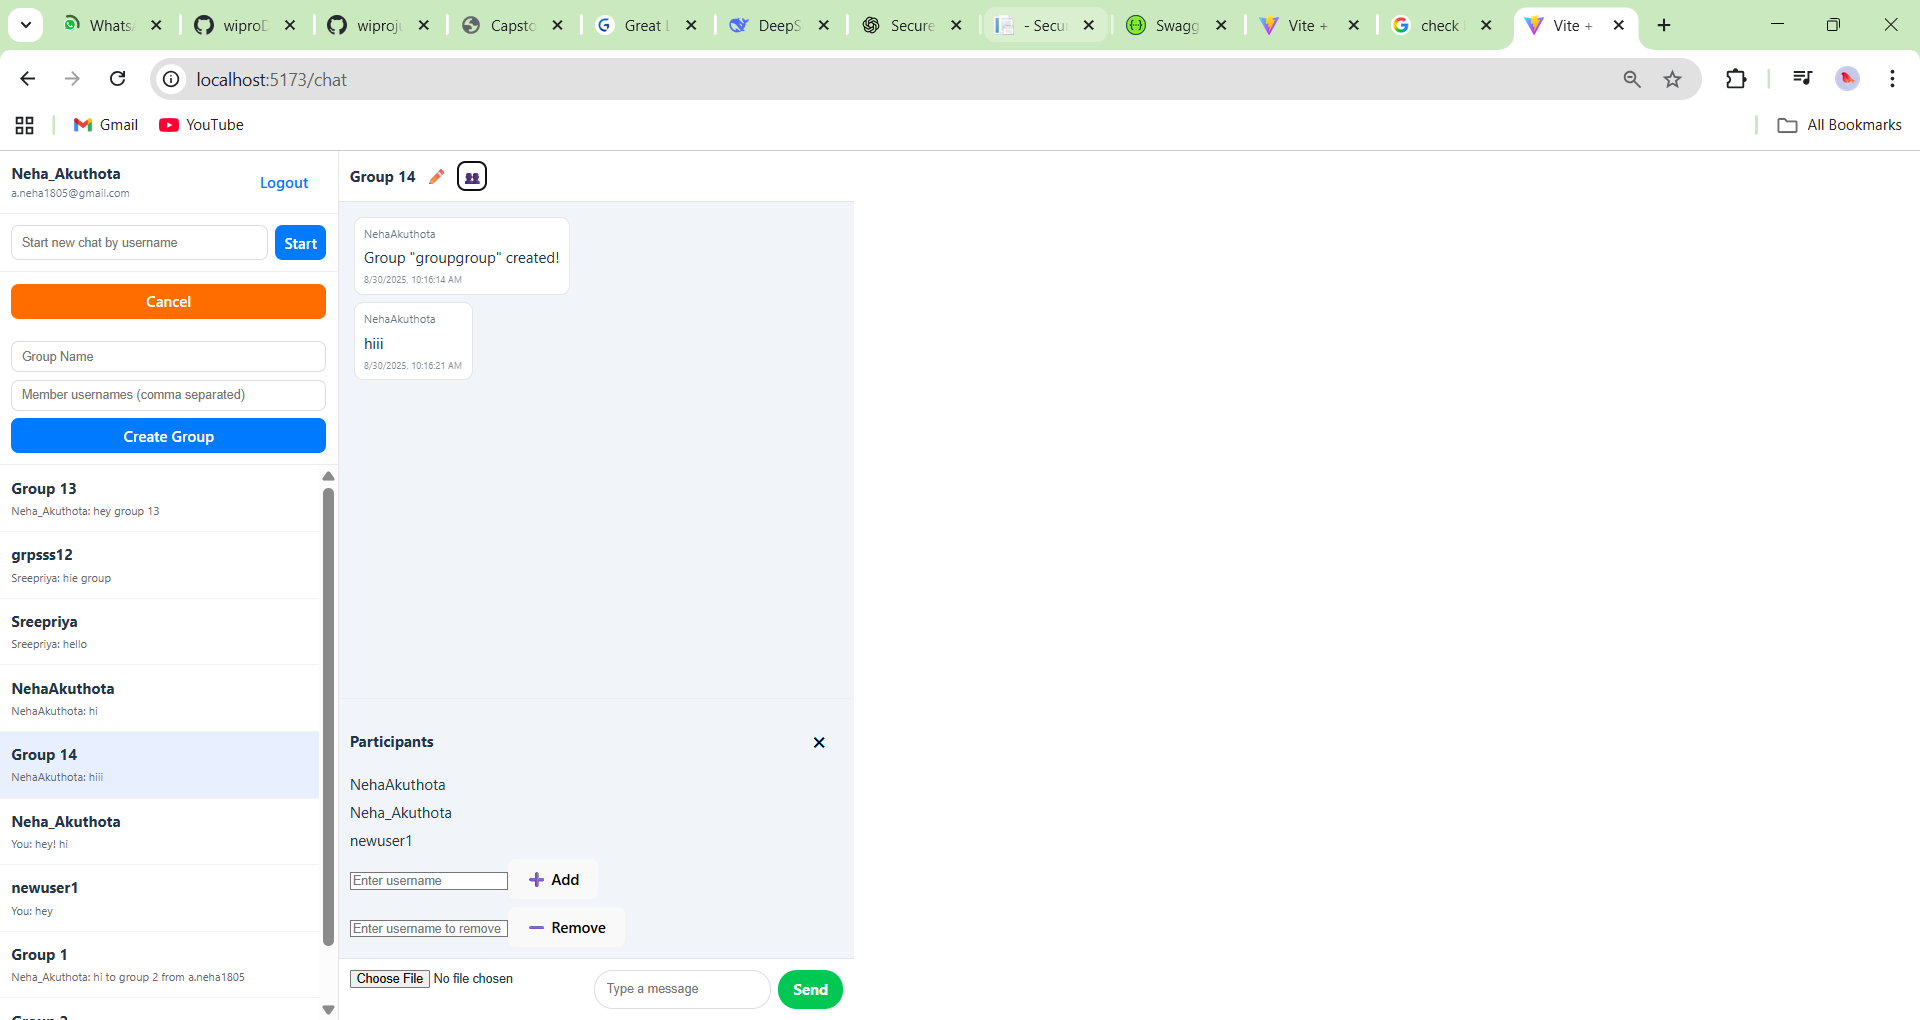 WhatsA
wiproD
wiproju
Capsto
Great L
DeepS
Secure
- Secur
Swagg
Vite +
check
Vite +
localhost:5173/chat
Gmail
YouTube
All Bookmarks
Neha_Akuthota
a.neha1805@gmail.com
Logout
Start new chat by username
Start
Cancel
Group Name
Member usernames (comma separated)
Create Group
Group 13
Neha_Akuthota: hey group 13
grpsss12
Sreepriya: hie group
Sreepriya
Sreepriya: hello
NehaAkuthota
NehaAkuthota: hi
Group 14
NehaAkuthota: hiii
Neha_Akuthota
You: hey! hi
newuser1
You: hey
Group 1
Neha_Akuthota: hi to group 2 from a.neha1805
Group 14
NehaAkuthota
Group "groupgroup" created!
8/30/2025, 10:16:14 AM
NehaAkuthota
hiii
8/30/2025, 10:16:21 AM
Participants
NehaAkuthota
Neha_Akuthota
newuser1
Enter username
Add
Enter username to remove
Remove
Choose File No file chosen
Type a message
Send